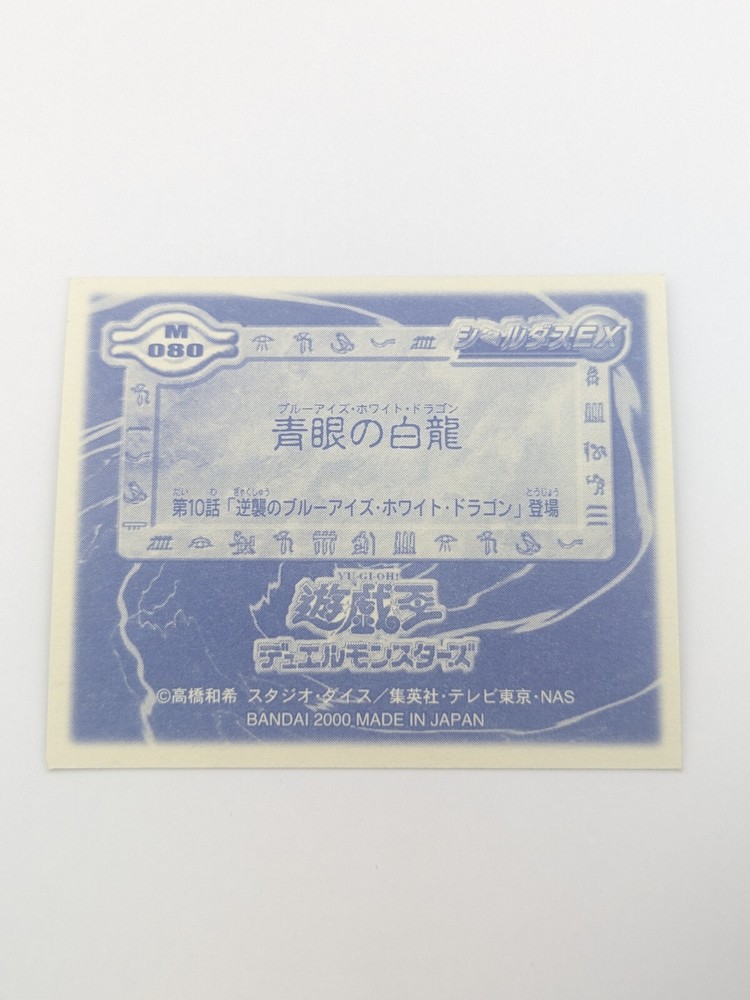 M
080
シールダスEX
ブルーアイズ・ホワイト・ドラゴン
青眼の白龍
だい わ ぎゃくしゅう とうじょう
第10話「逆襲のブルーアイズ・ホワイト・ドラゴン」登場
YU-GI-OH!
遊戯王
デュエルモンスターズ
©高橋和希 スタジオ・ダイス/集英社・テレビ東京・NAS
BANDAI 2000 MADE IN JAPAN